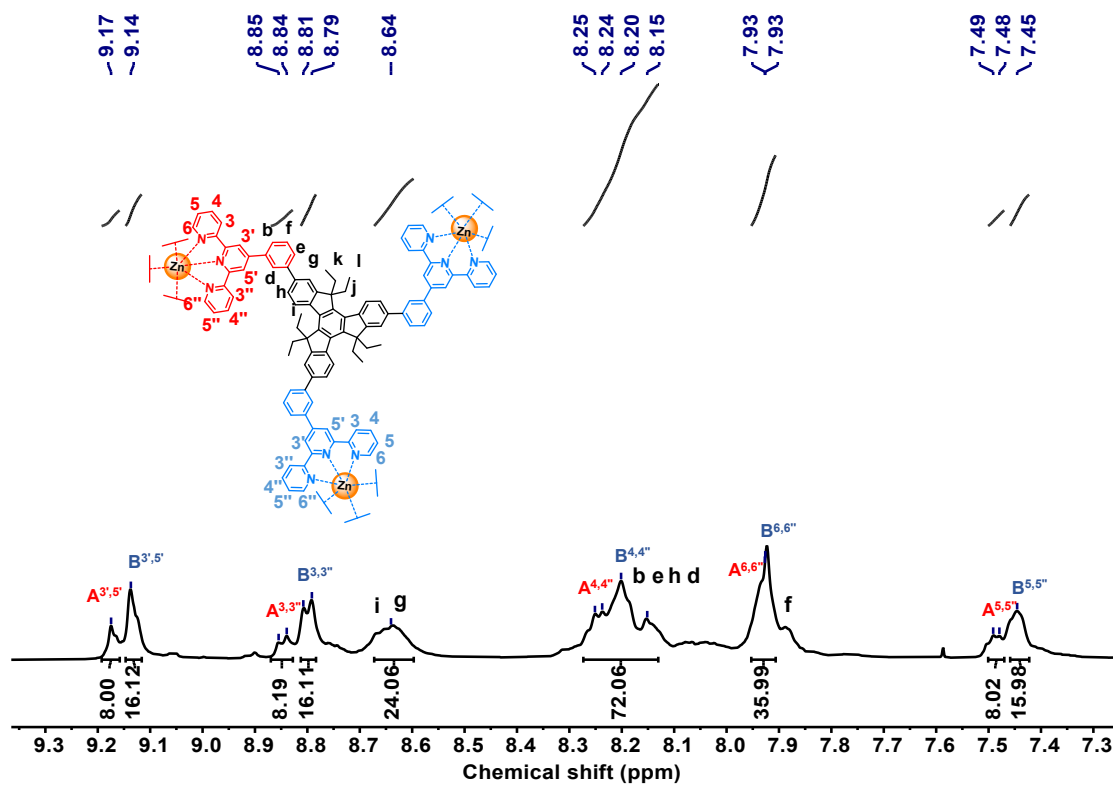 9.17 9.14 8.85 8.84 8.81 8.79 8.64 8.25 8.24 8.20 8.15 7.93 7.93 7.49 7.48 7.45
5 4
6 3
N 3' b f
Zn N e k l
5' d g
N h j
6'' 3'' i
5'' 4''
Zn
N N
N
5' 3 4
3' 5
3'' N N 6
4'' N
5'' 6'' Zn
A3',5' B3',5' A3,3'' B3,3'' i g A4,4'' B4,4'' b e h d A6,6'' B6,6'' f A5,5'' B5,5''
8.00 16.12 8.19 16.11 24.06 72.06 35.99 8.02 15.98
9.3 9.2 9.1 9.0 8.9 8.8 8.7 8.6 8.5 8.4 8.3 8.2 8.1 8.0 7.9 7.8 7.7 7.6 7.5 7.4 7.3
Chemical shift (ppm)